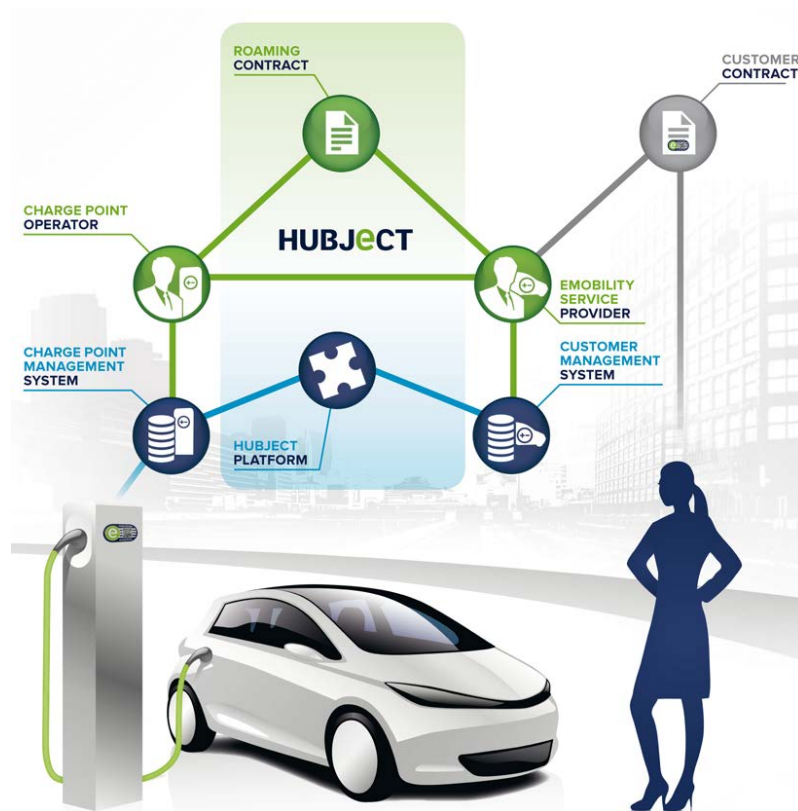 ROAMING
CONTRACT
CUSTOMER
CONTRACT
CHARGE POINT
OPERATOR
HUBJeCT
EMOBILITY
SERVICE
PROVIDER
CHARGE POINT
MANAGEMENT
SYSTEM
CUSTOMER
MANAGEMENT
SYSTEM
HUBJECT
PLATFORM
e